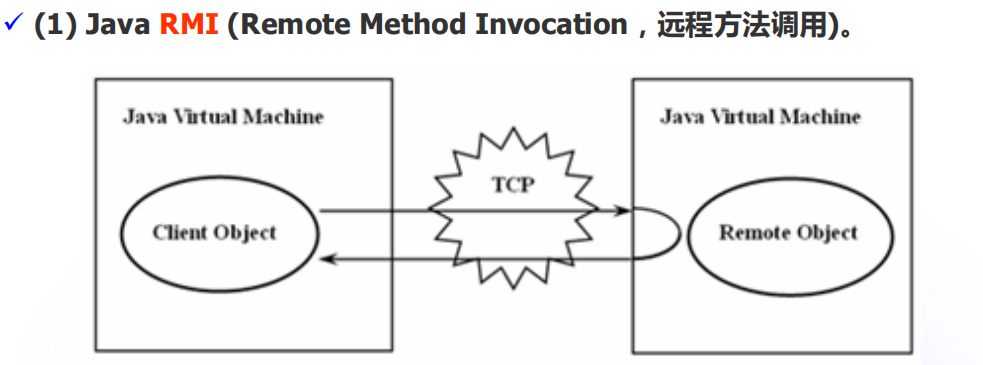 ✓ (1) Java RMI (Remote Method Invocation，远程方法调用)。
Java Virtual Machine
Java Virtual Machine
TCP
Client Object
Remote Object